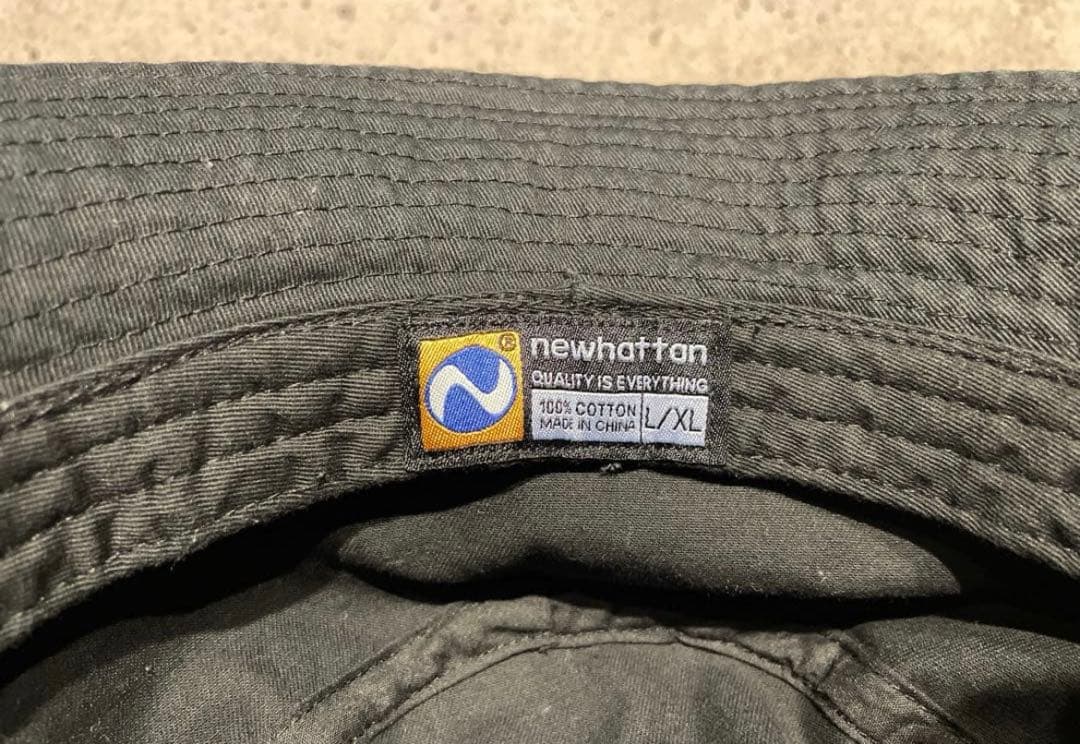 ® newhattan
QUALITY IS EVERYTHING
100% COTTON
MADE IN CHINA
L/XL